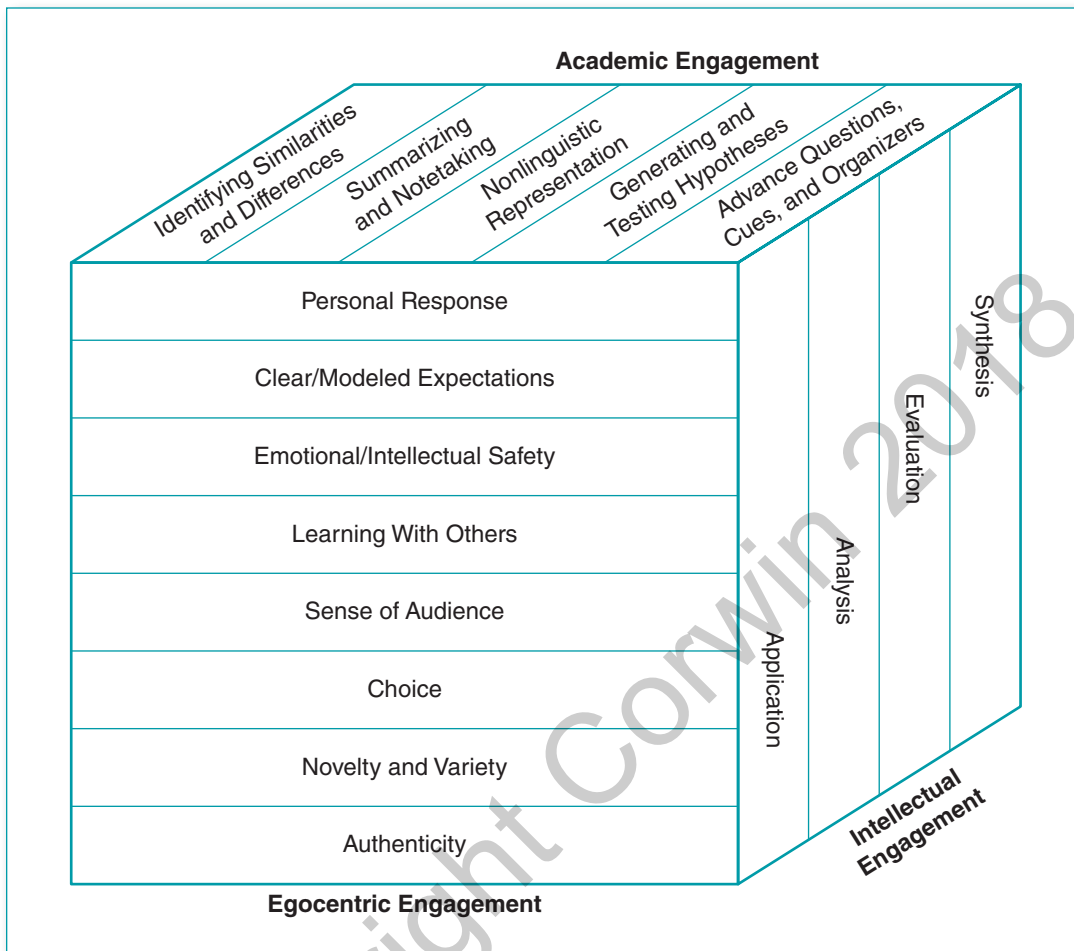 Academic Engagement
Identifying Similarities
and Differences
Summarizing
and Notetaking
Nonlinguistic
Representation
Generating and
Testing Hypotheses
Advance Questions,
Cues, and Organizers
Personal Response
Clear/Modeled Expectations
Emotional/Intellectual Safety
Learning With Others
Sense of Audience
Choice
Novelty and Variety
Authenticity
Egocentric Engagement
Application
Analysis
Evaluation
Synthesis
Intellectual
Engagement
right Corwin 2018